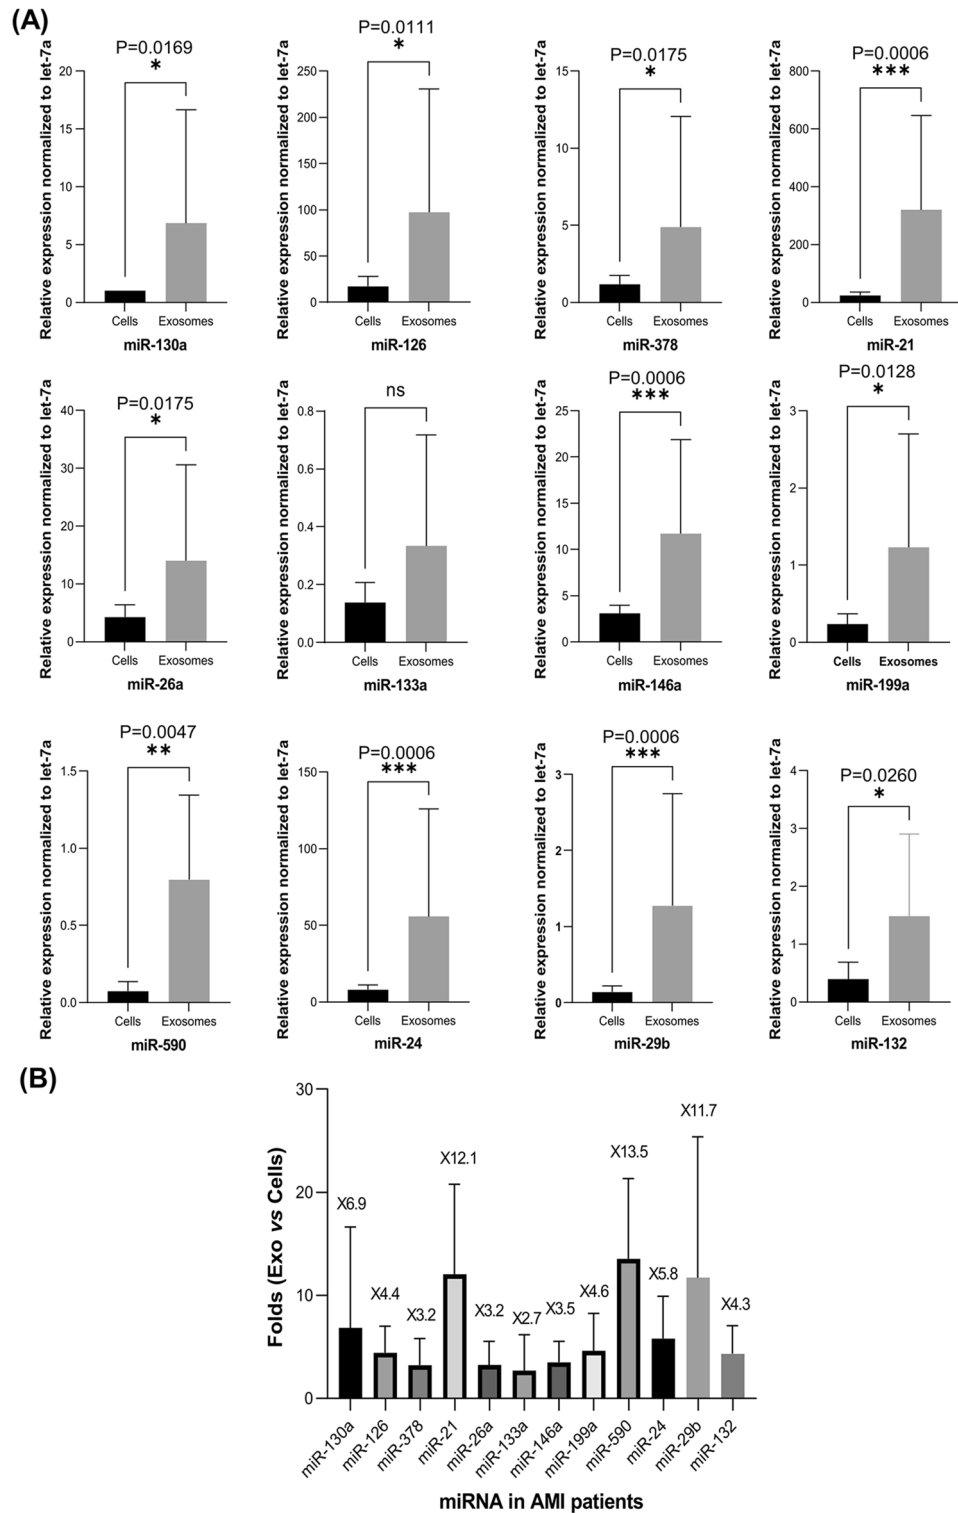 (A)
Relative expression normalized to let-7a
P=0.0169
*
20
15
10
5
0
Cells Exosomes
miR-130a
Relative expression normalized to let-7a
P=0.0111
*
250
200
150
100
50
0
Cells Exosomes
miR-126
Relative expression normalized to let-7a
P=0.0175
*
15
10
5
0
Cells Exosomes
miR-378
Relative expression normalized to let-7a
P=0.0006
***
800
600
400
200
0
Cells Exosomes
miR-21
Relative expression normalized to let-7a
P=0.0175
*
40
30
20
10
0
Cells Exosomes
miR-26a
Relative expression normalized to let-7a
ns
0.8
0.6
0.4
0.2
0.0
Cells Exosomes
miR-133a
Relative expression normalized to let-7a
P=0.0006
***
25
20
15
10
5
0
Cells Exosomes
miR-146a
Relative expression normalized to let-7a
P=0.0128
*
3
2
1
0
Cells Exosomes
miR-199a
Relative expression normalized to let-7a
P=0.0047
**
1.5
1.0
0.5
0.0
Cells Exosomes
miR-590
Relative expression normalized to let-7a
P=0.0006
***
150
100
50
0
Cells Exosomes
miR-24
Relative expression normalized to let-7a
P=0.0006
***
3
2
1
0
Cells Exosomes
miR-29b
Relative expression normalized to let-7a
P=0.0260
*
4
3
2
1
0
Cells Exosomes
miR-132
(B)
Folds (Exo vs Cells)
30
20
10
0
X6.9
X4.4
X3.2
X12.1
X3.2
X2.7
X3.5
X4.6
X13.5
X5.8
X11.7
X4.3
miR-130a
miR-126
miR-378
miR-21
miR-26a
miR-133a
miR-146a
miR-199a
miR-590
miR-24
miR-29b
miR-132
miRNA in AMI patients